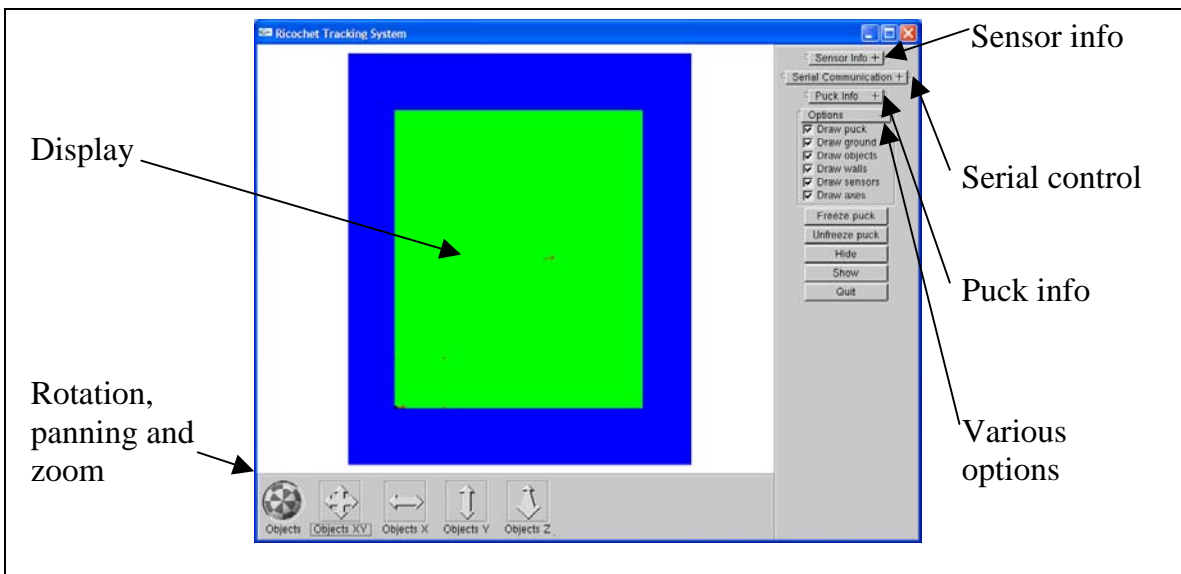 Ricochet Tracking System
Sensor info
Sensor Info +
Serial Communication +
Puck Info +
Options
Draw puck
Draw ground
Draw objects
Draw walls
Draw sensors
Draw axes
Freeze puck
Unfreeze puck
Hide
Show
Quit
Display
Serial control
Puck info
Rotation,
panning and
zoom
Various
options
Objects
Objects XY
Objects X
Objects Y
Objects Z